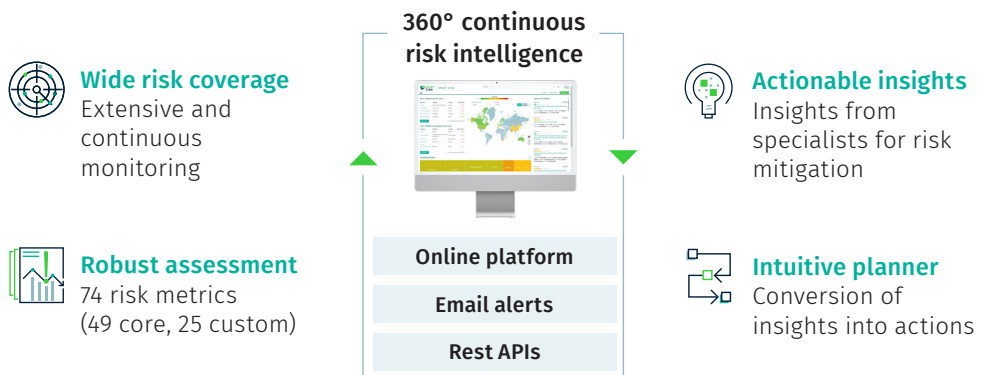 360° continuous
risk intelligence
Wide risk coverage
Extensive and
continuous
monitoring
Robust assessment
74 risk metrics
(49 core, 25 custom)
Online platform
Email alerts
Rest APIs
Actionable insights
Insights from
specialists for risk
mitigation
Intuitive planner
Conversion of
insights into actions